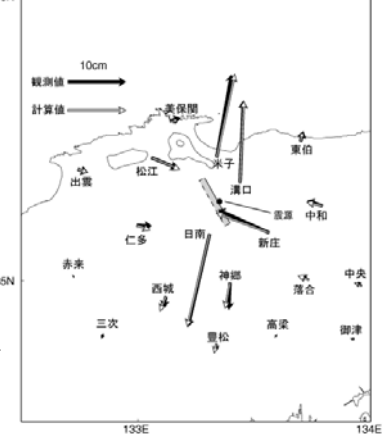 10cm
観測値
計算値
美保関
米子
東伯
松江
出雲
溝口
震源
中和
仁多
日南
新庄
赤来
神郷
中央
西城
落合
三次
高梁
御津
豊松
133E
134E